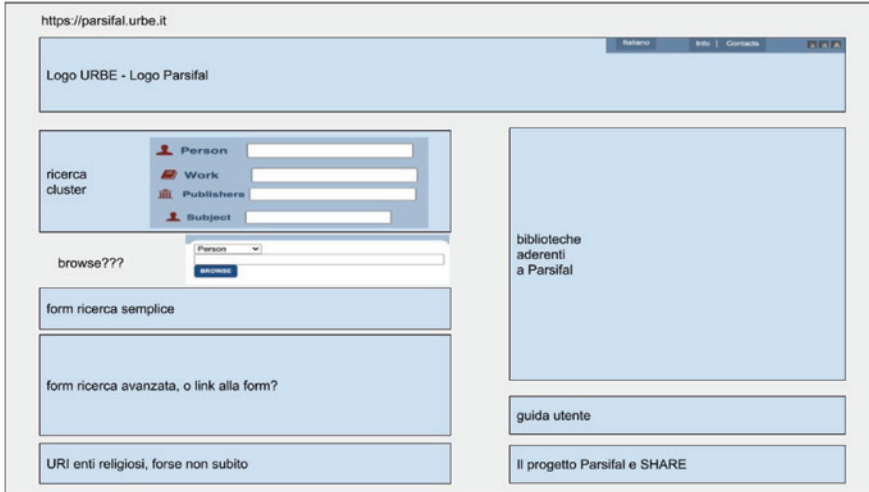 https://parsifal.urbe.it
Italiano Info | Contacts A A A
Logo URBE - Logo Parsifal
ricerca
cluster
Person
Work
Publishers
Subject
browse???
Person
BROWSE
form ricerca semplice
form ricerca avanzata, o link alla form?
URI enti religiosi, forse non subito
biblioteche
aderenti
a Parsifal
guida utente
Il progetto Parsifal e SHARE